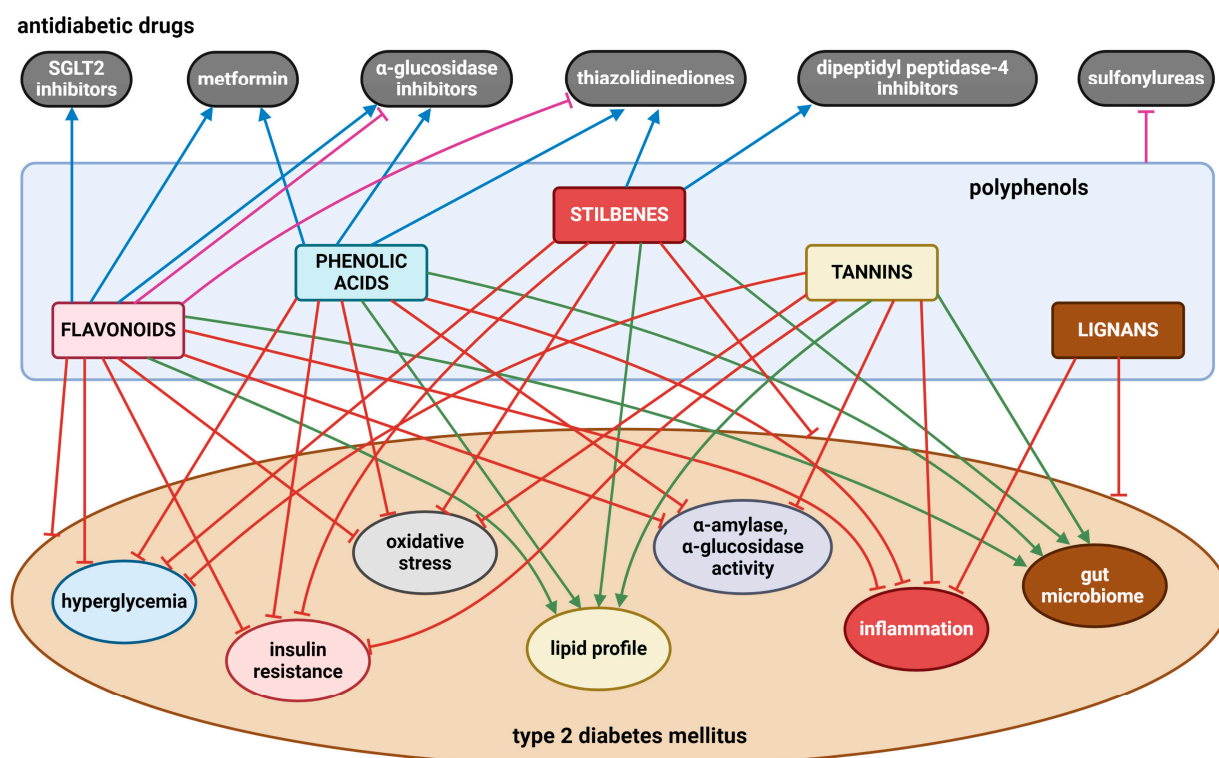 antidiabetic drugs
SGLT2
inhibitors
metformin
α-glucosidase
inhibitors
thiazolidinediones
dipeptidyl peptidase-4
inhibitors
sulfonylureas
polyphenols
STILBENES
PHENOLIC
ACIDS
TANNINS
FLAVONOIDS
LIGNANS
oxidative
stress
α-amylase,
α-glucosidase
activity
gut
microbiome
hyperglycemia
insulin
resistance
lipid profile
inflammation
type 2 diabetes mellitus